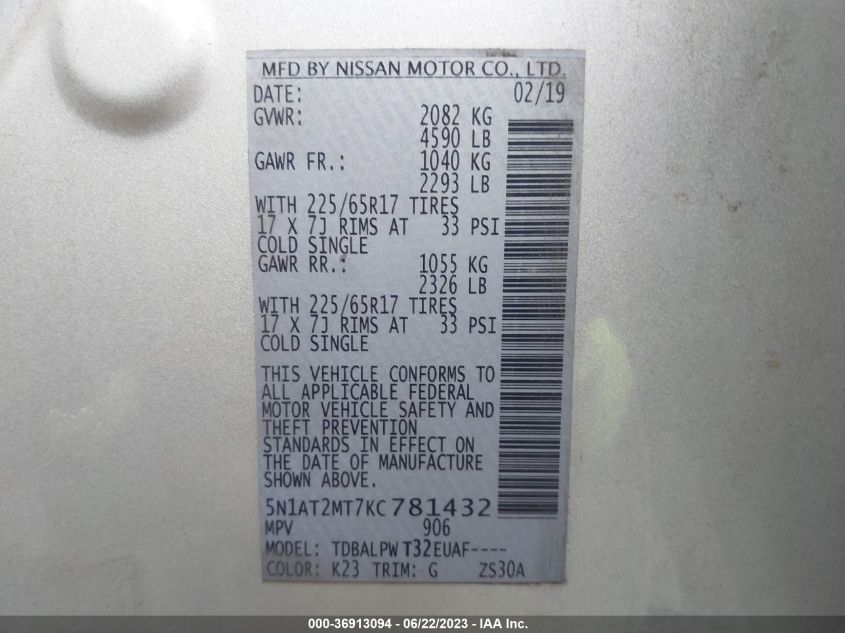 MFD BY NISSAN MOTOR CO., LTD.
DATE: 02/19
GVWR: 2082 KG
4590 LB
GAWR FR.: 1040 KG
2293 LB
WITH 225/65R17 TIRES
17 X 7J RIMS AT 33 PSI
COLD SINGLE
GAWR RR.: 1055 KG
2326 LB
WITH 225/65R17 TIRES
17 X 7J RIMS AT 33 PSI
COLD SINGLE
THIS VEHICLE CONFORMS TO
ALL APPLICABLE FEDERAL
MOTOR VEHICLE SAFETY AND
THEFT PREVENTION
STANDARDS IN EFFECT ON
THE DATE OF MANUFACTURE
SHOWN ABOVE.
5N1AT2MT7KC781432
MPV 906
MODEL: TDBALPW T32EUAF----
COLOR: K23 TRIM: G ZS30A
000-36913094 - 06/22/2023 - IAA Inc.